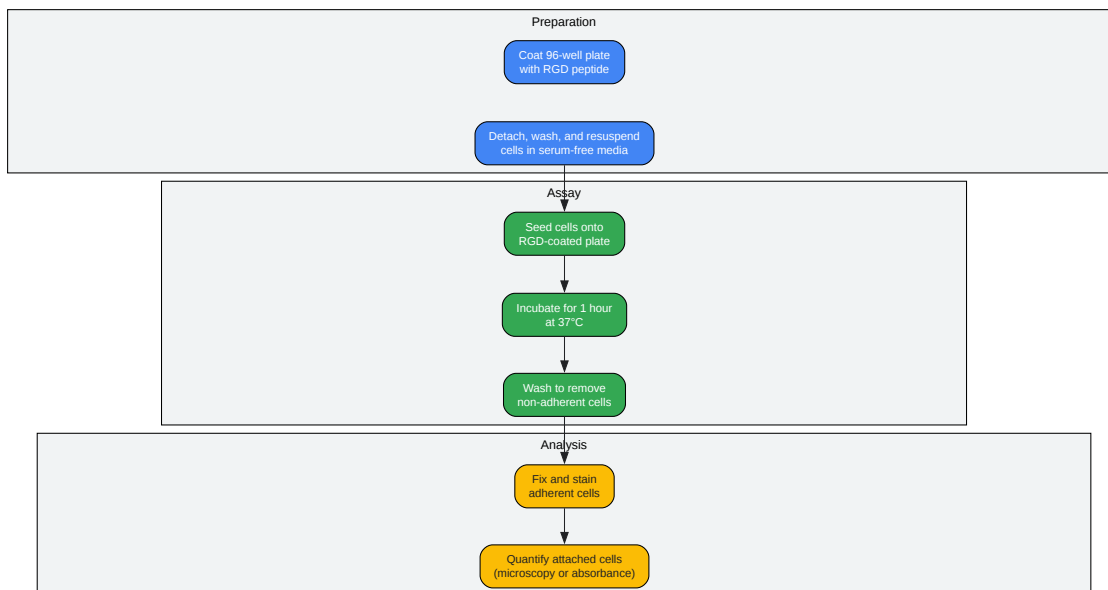 Preparation
Coat 96-well plate
with RGD peptide
Detach, wash, and resuspend
cells in serum-free media
Assay
Seed cells onto
RGD-coated plate
Incubate for 1 hour
at 37°C
Wash to remove
non-adherent cells
Analysis
Fix and stain
adherent cells
Quantify attached cells
(microscopy or absorbance)